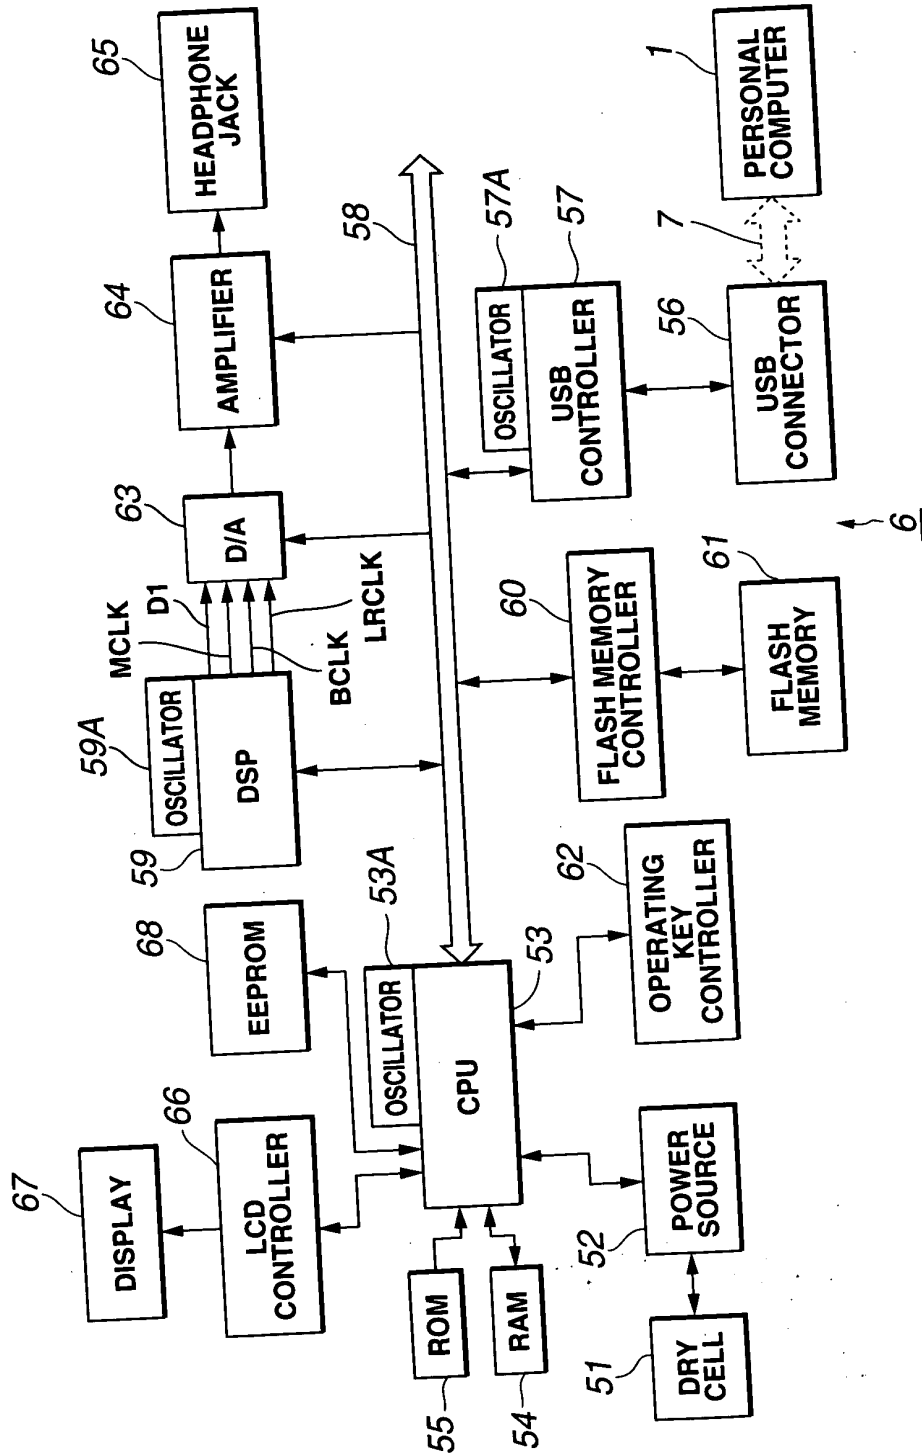 67
DISPLAY
66
LCD
CONTROLLER
68
EEPROM
59A
OSCILLATOR
59
DSP
MCLK
D1
BCLK
LRCLK
63
D/A
64
AMPLIFIER
65
HEADPHONE
JACK
55
ROM
54
RAM
53A
OSCILLATOR
CPU
53
58
51
DRY
CELL
52
POWER
SOURCE
62
OPERATING
KEY
CONTROLLER
60
FLASH MEMORY
CONTROLLER
61
FLASH
MEMORY
57A
OSCILLATOR
57
USB
CONTROLLER
56
USB
CONNECTOR
7
1
PERSONAL
COMPUTER
6